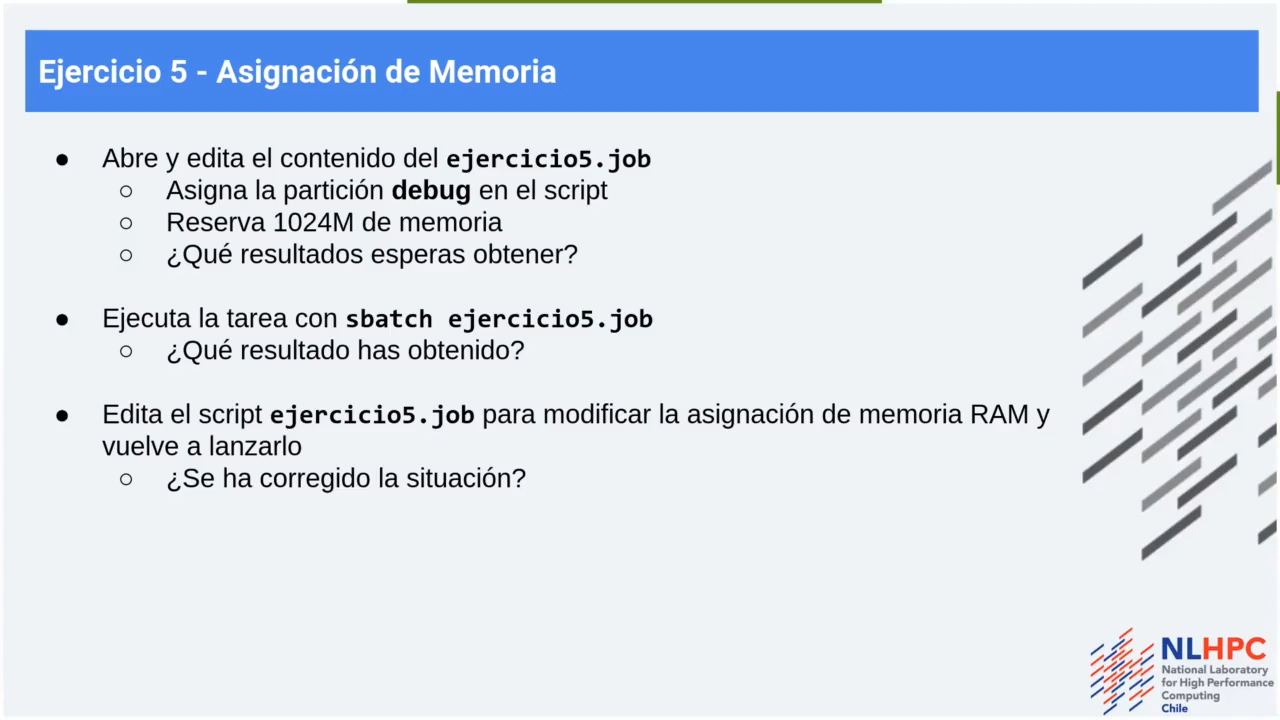 Ejercicio 5 - Asignación de Memoria
● Abre y edita el contenido del ejercicio5.job
○ Asigna la partición debug en el script
○ Reserva 1024M de memoria
○ ¿Qué resultados esperas obtener?
● Ejecuta la tarea con sbatch ejercicio5.job
○ ¿Qué resultado has obtenido?
● Edita el script ejercicio5.job para modificar la asignación de memoria RAM y
vuelve a lanzarlo
○ ¿Se ha corregido la situación?
NLHPC
National Laboratory
for High Performance
Computing
Chile